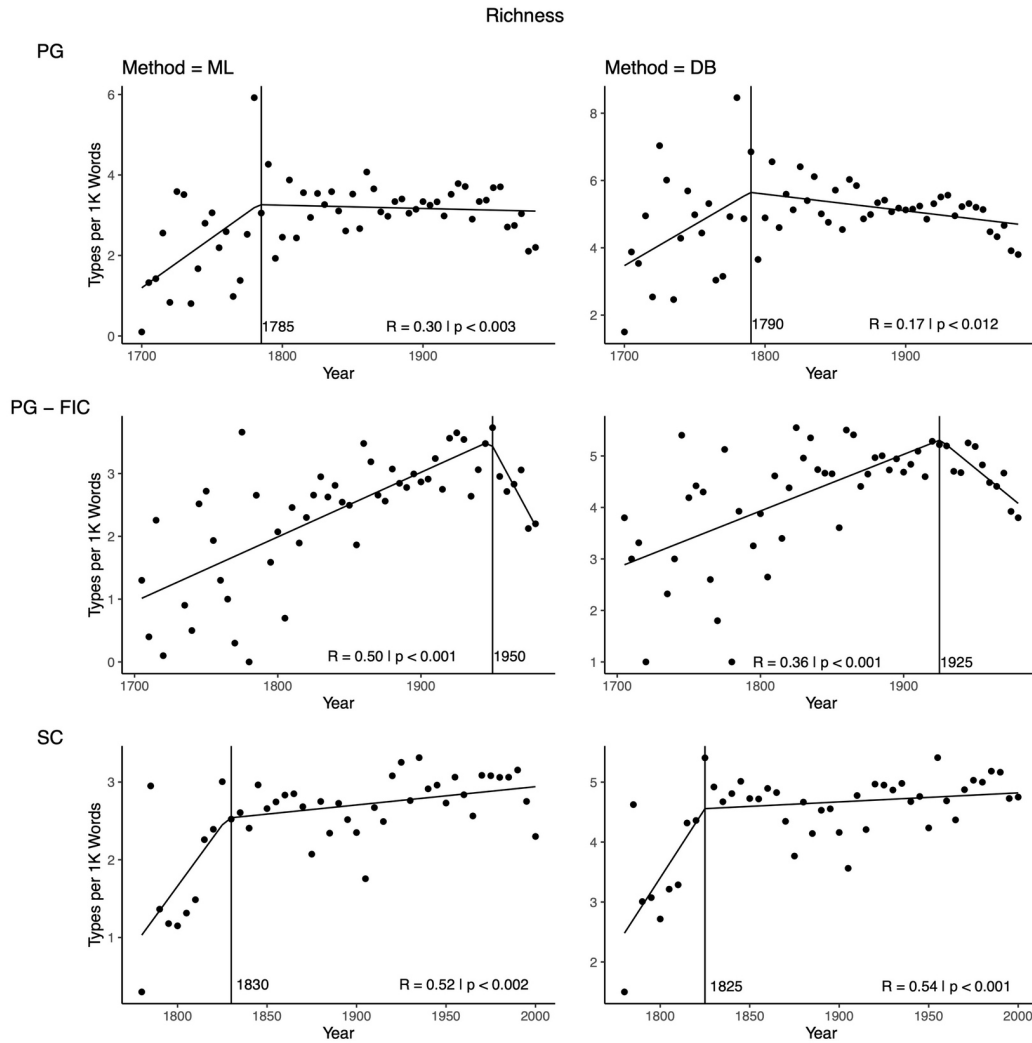 Richness
PG
Method = ML
Method = DB
Types per 1K Words
6
4
2
0
1785
R = 0.30 | p < 0.003
1700 1800 1900
Year
8
6
4
2
1790
R = 0.17 | p < 0.012
1700 1800 1900
Year
PG − FIC
Types per 1K Words
3
2
1
0
R = 0.50 | p < 0.001
1950
1700 1800 1900
Year
5
4
3
2
1
R = 0.36 | p < 0.001
1925
1700 1800 1900
Year
SC
Types per 1K Words
3
2
1
1830
R = 0.52 | p < 0.002
1800 1850 1900 1950 2000
Year
5
4
3
2
1825
R = 0.54 | p < 0.001
1800 1850 1900 1950 2000
Year